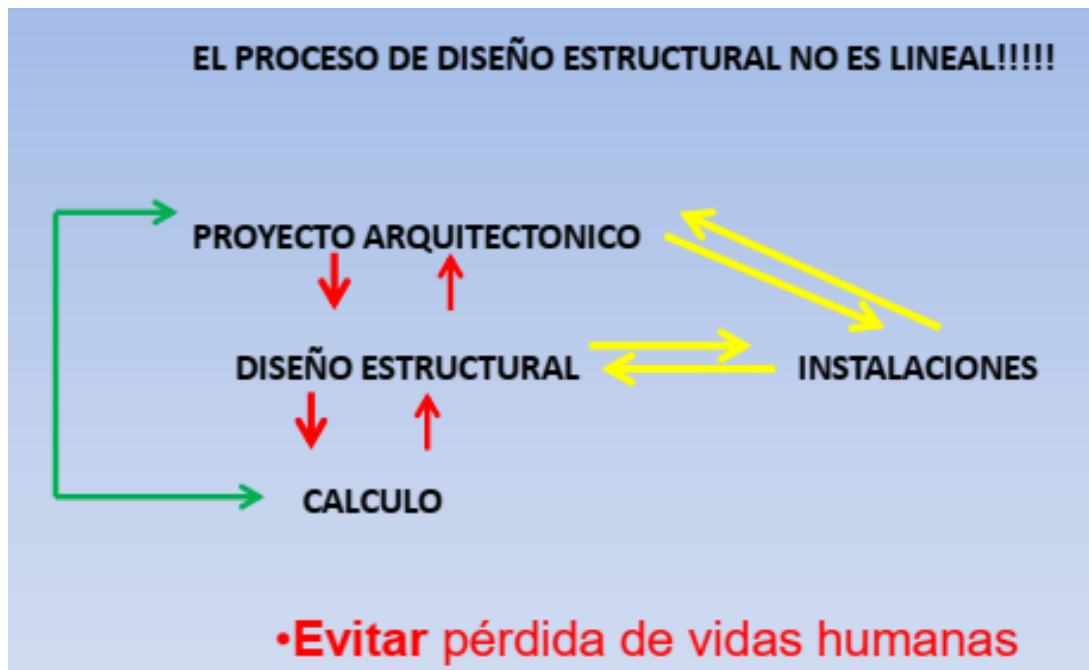 EL PROCESO DE DISEÑO ESTRUCTURAL NO ES LINEAL!!!!!
PROYECTO ARQUITECTONICO
DISEÑO ESTRUCTURAL
INSTALACIONES
CALCULO
•Evitar pérdida de vidas humanas